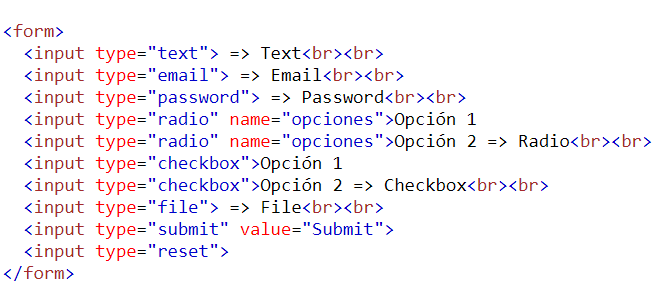 <form>
<input type="text"> => Text<br><br>
<input type="email"> => Email<br><br>
<input type="password"> => Password<br><br>
<input type="radio" name="opciones">Opción 1
<input type="radio" name="opciones">Opción 2 => Radio<br><br>
<input type="checkbox">Opción 1
<input type="checkbox">Opción 2 => Checkbox<br><br>
<input type="file"> => File<br><br>
<input type="submit" value="Submit">
<input type="reset">
</form>